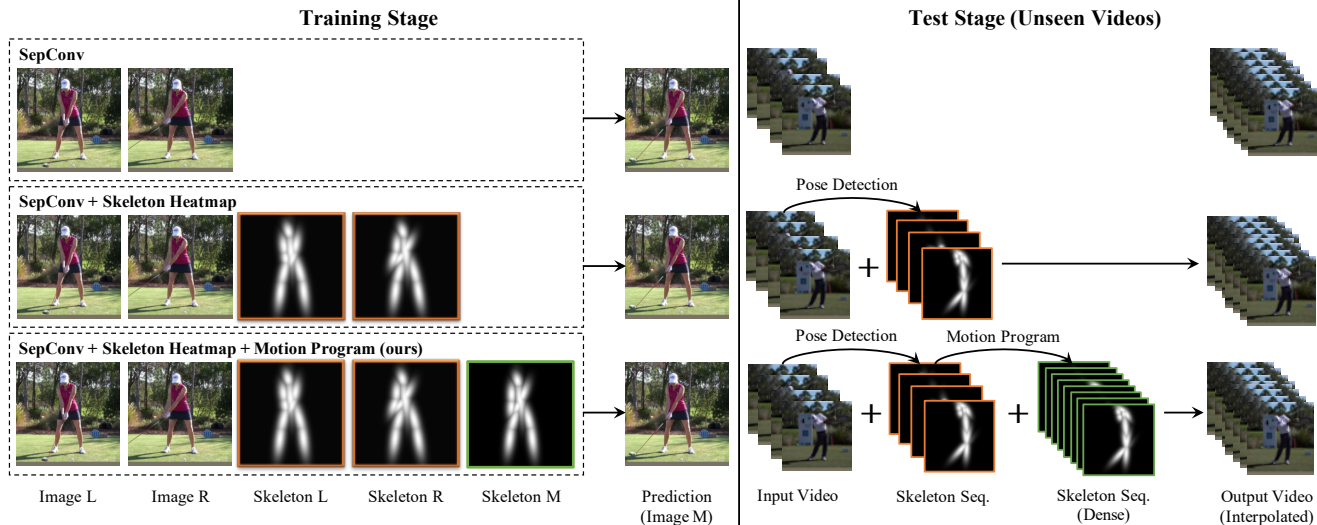 Training Stage
Test Stage (Unseen Videos)
SepConv
SepConv + Skeleton Heatmap
Pose Detection
+
SepConv + Skeleton Heatmap + Motion Program (ours)
Pose Detection
Motion Program
+
+
Image L
Image R
Skeleton L
Skeleton R
Skeleton M
Prediction
(Image M)
Input Video
Skeleton Seq.
Skeleton Seq.
(Dense)
Output Video
(Interpolated)